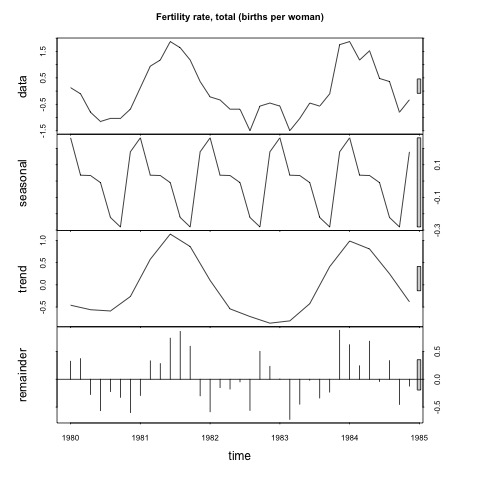 Fertility rate, total (births per woman)
data
-1.5 -0.5 0.5 1.5
seasonal
-0.3 -0.1 0.1
trend
-0.5 0.0 0.5 1.0
remainder
-0.5 0.0 0.5
1980 1981 1982 1983 1984 1985
time